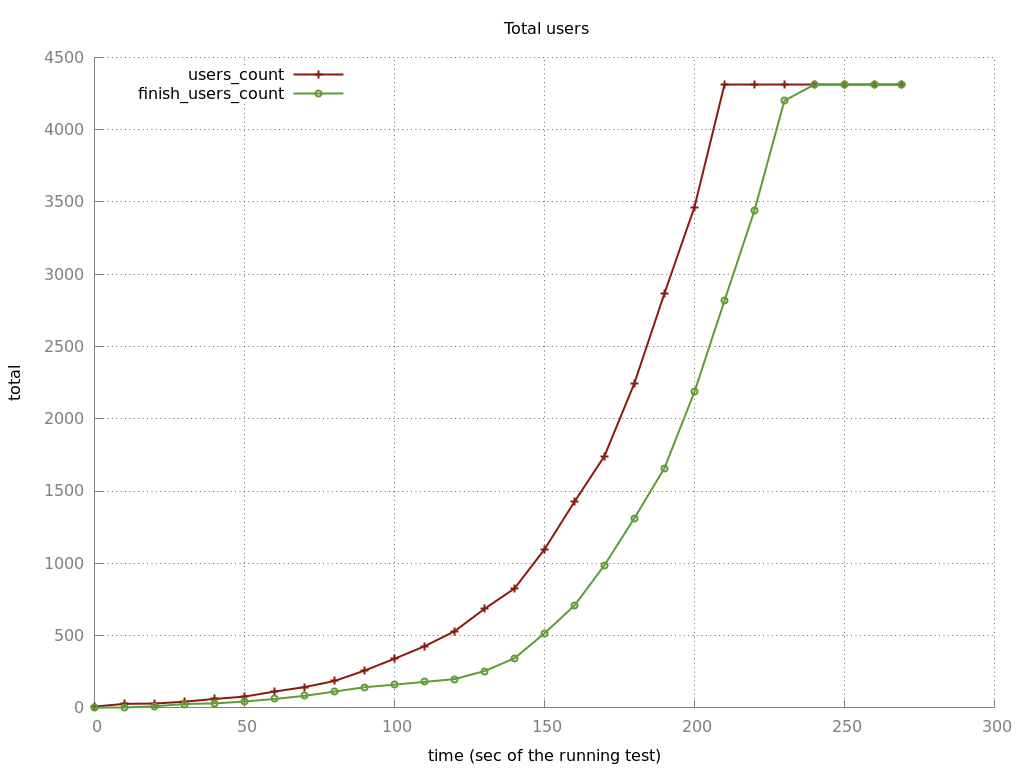 Total users
4500
users_count
finish_users_count
4000
3500
3000
2500
2000
total
1500
1000
500
0
0 50 100 150 200 250 300
time (sec of the running test)